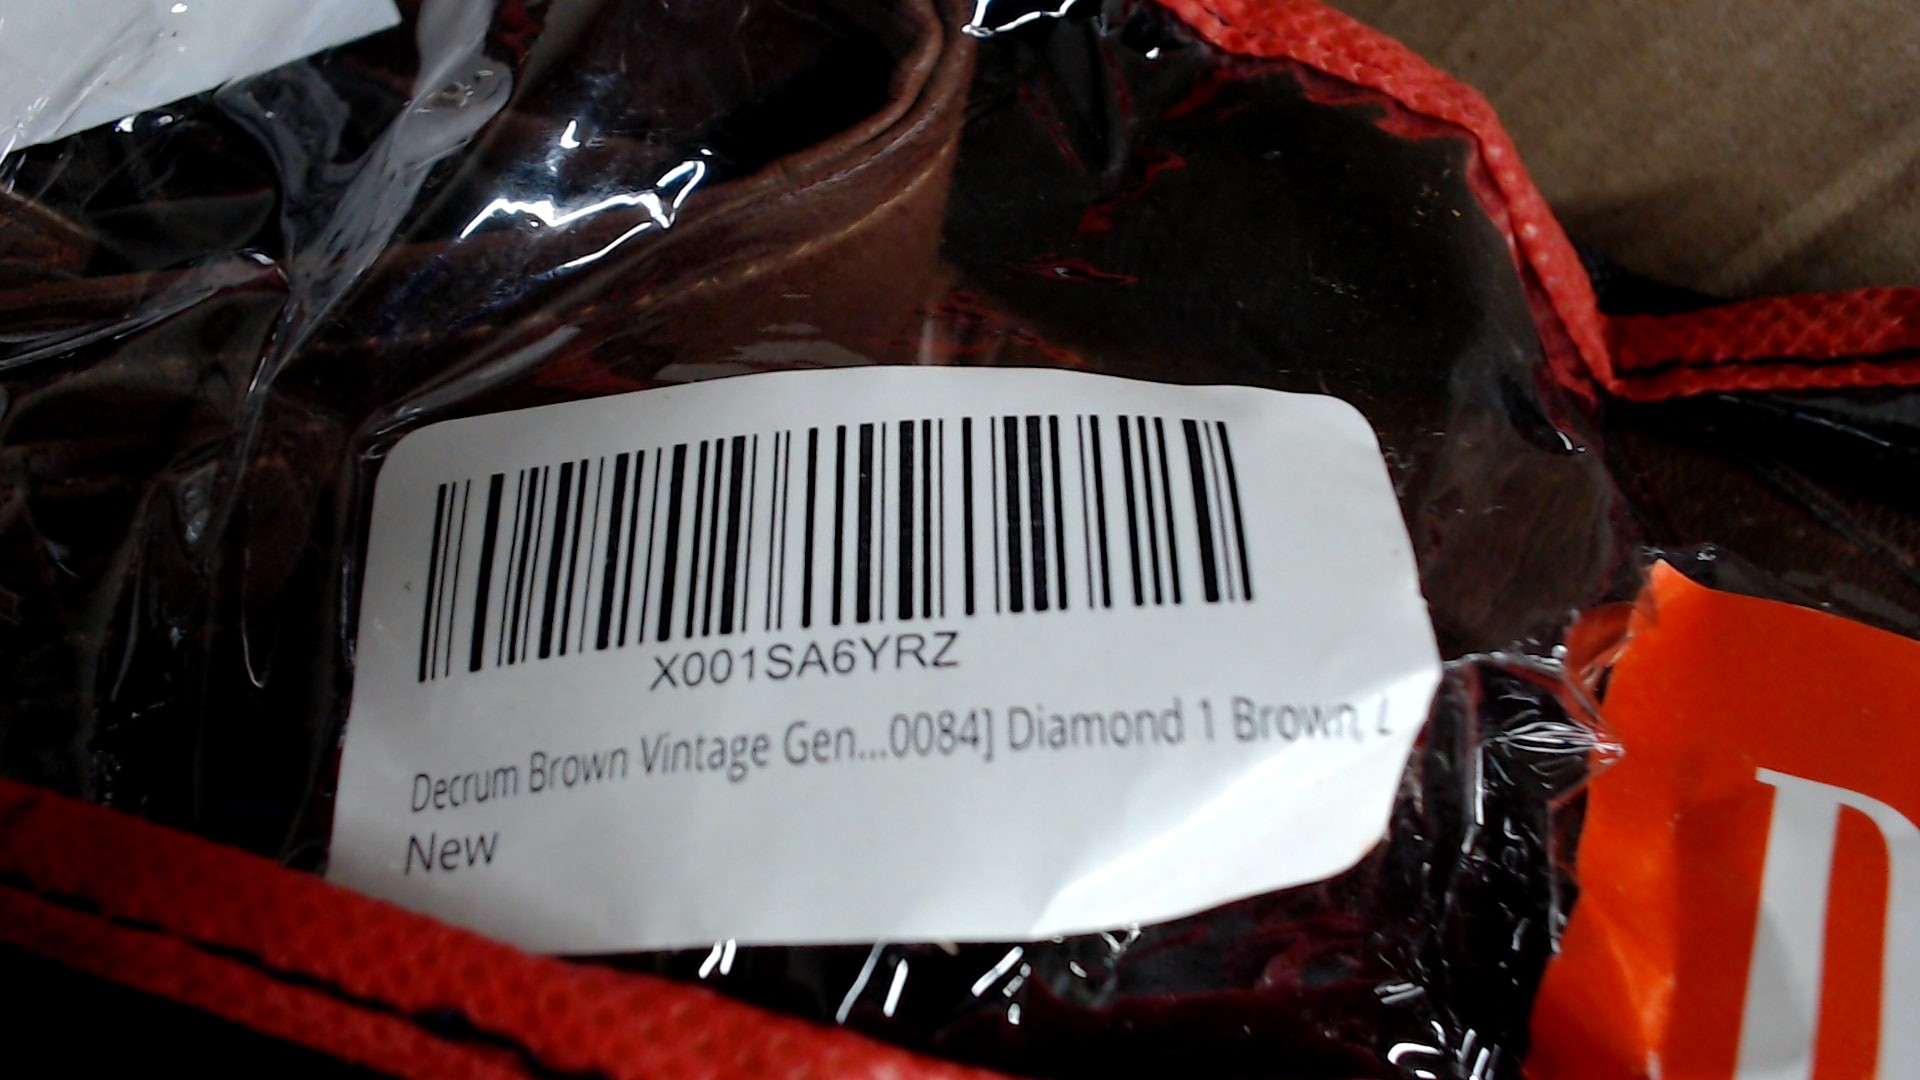 X001SA6YRZ
Decrum Brown Vintage Gen...0084] Diamond 1 Brown, L
New
D